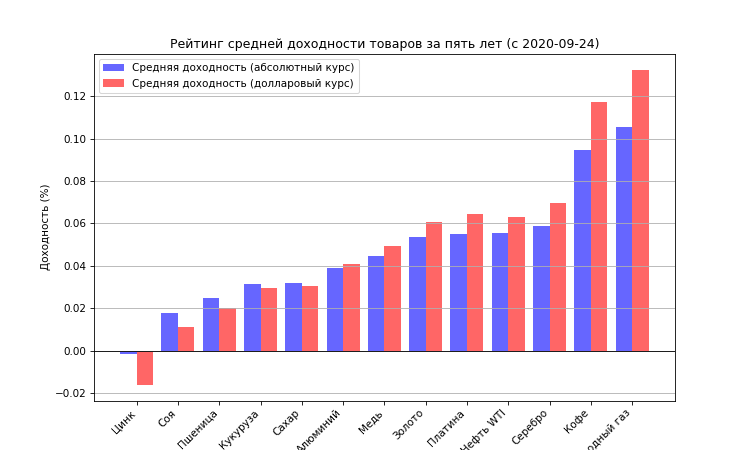 Рейтинг средней доходности товаров за пять лет (с 2020-09-24)
Средняя доходность (абсолютный курс)
Средняя доходность (долларовый курс)
Доходность (%)
0.12
0.10
0.08
0.06
0.04
0.02
0.00
−0.02
Цинк
Соя
Пшеница
Кукуруза
Сахар
Алюминий
Медь
Золото
Платина
Нефть WTI
Серебро
Кофе
газ